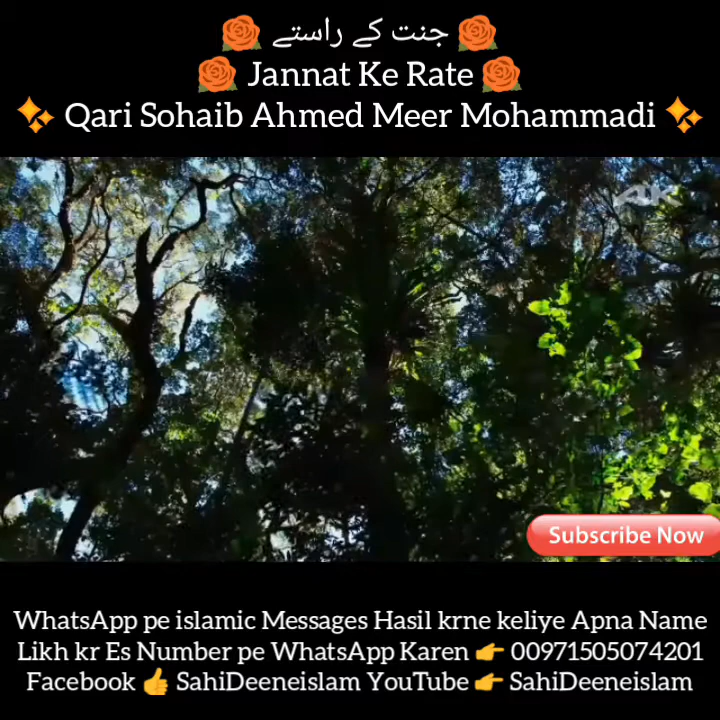 🌹 جنت کے راستے 🌹
🌹 Jannat Ke Rate 🌹
✨ Qari Sohaib Ahmed Meer Mohammadi ✨
4K
Subscribe Now
WhatsApp pe islamic Messages Hasil krne keliye Apna Name
Likh kr Es Number pe WhatsApp Karen 👉 00971505074201
Facebook 👍 SahiDeeneislam YouTube 👉 SahiDeeneislam